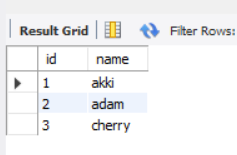 Result Grid Filter Rows:
id name
1 akki
2 adam
3 cherry